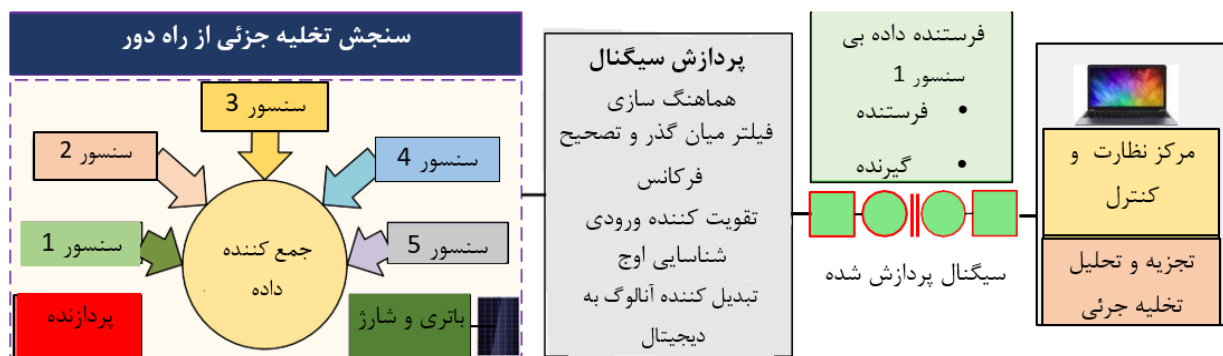 سنجش تخلیه جزئی از راه دور
سنسور 3
سنسور 2
سنسور 4
سنسور 1
سنسور 5
جمع کننده
داده
پردازنده
باتری و شارژ
پردازش سیگنال
هماهنگ سازی
فیلتر میان گذر و تصحیح
فرکانس
تقویت کننده ورودی
شناسایی اوج
تبدیل کننده آنالوگ به
دیجیتال
فرستنده داده بی
سنسور 1
• فرستنده
• گیرنده
سیگنال پردازش شده
مرکز نظارت و
کنترل
تجزیه و تحلیل
تخلیه جرئی